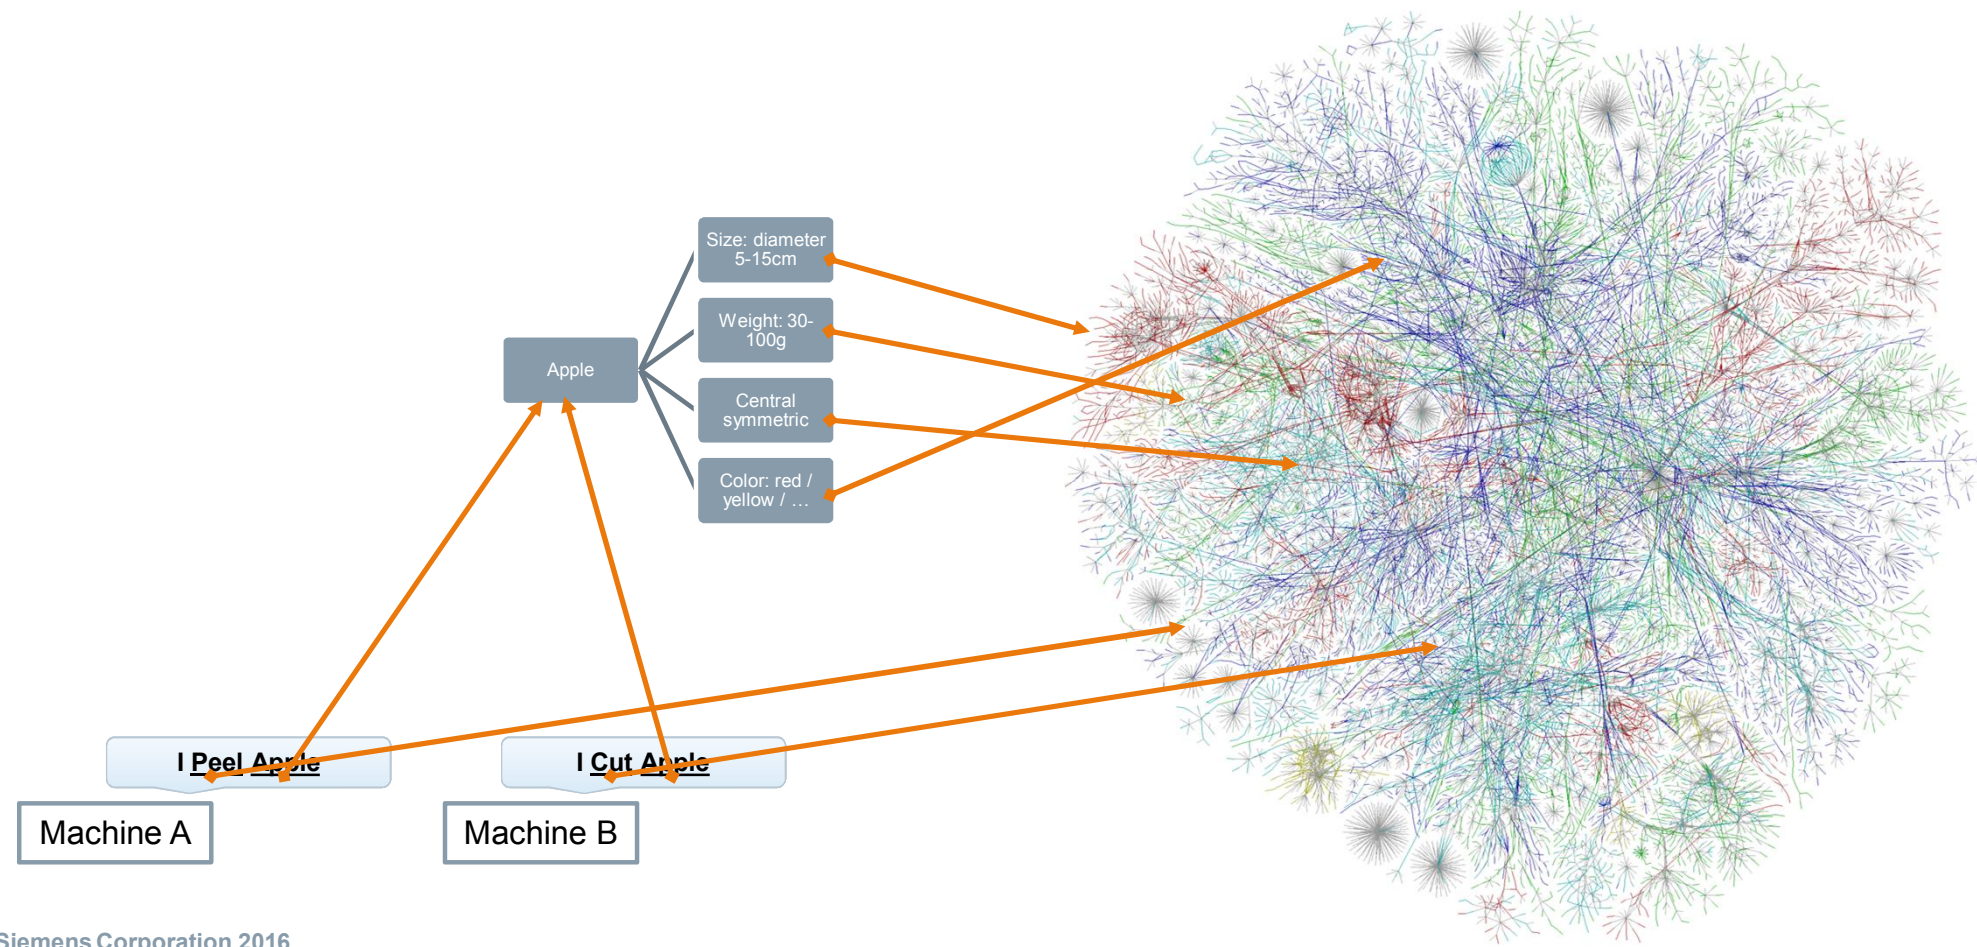 Size: diameter
5-15cm
Weight: 30-
100g
Apple
Central
symmetric
Color: red /
yellow / …
I Peel Apple
I Cut Apple
Machine A
Machine B
Siemens Corporation 2016